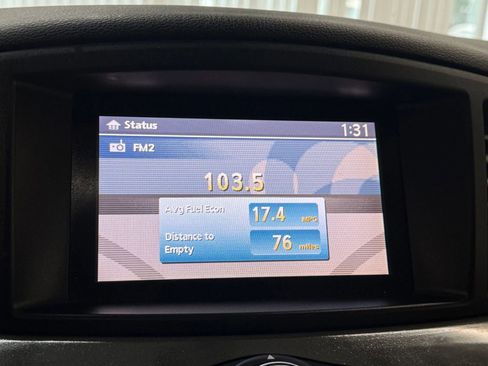 Status 1:31
FM2
103.5
Avg Fuel Econ 17.4 MPG
Distance to
Empty 76 miles